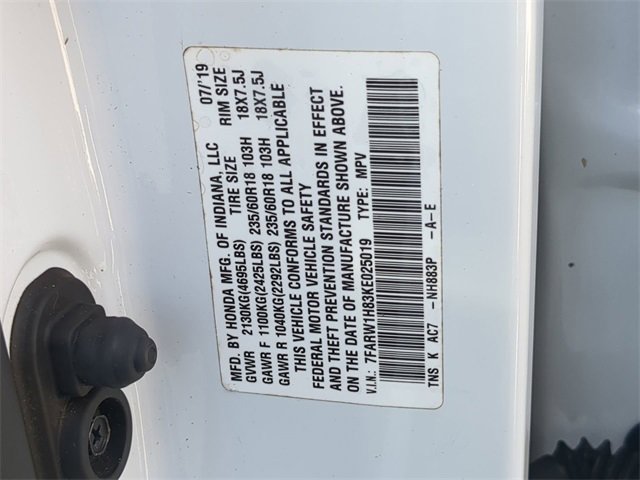 MFD. BY HONDA MFG. OF INDIANA, LLC 07/'19
GVWR 2130KG(4695LBS) TIRE SIZE RIM SIZE
GAWR F 1100KG(2425LBS) 235/60R18 103H 18X7.5J
GAWR R 1040KG(2292LBS) 235/60R18 103H 18X7.5J
THIS VEHICLE CONFORMS TO ALL APPLICABLE
FEDERAL MOTOR VEHICLE SAFETY
AND THEFT PREVENTION STANDARDS IN EFFECT
ON THE DATE OF MANUFACTURE SHOWN ABOVE.
V.I.N.: 7FARW1H83KE025019 TYPE: MPV
TNS K AC7 -NH883P -A-E